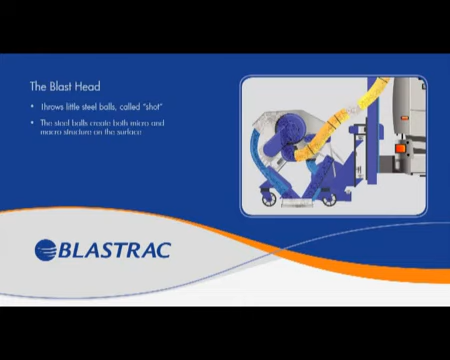 The Blast Head
• Throws little steel balls, called "shot"
• The steel balls create both micro and
macro structure on the surface
BLASTRAC